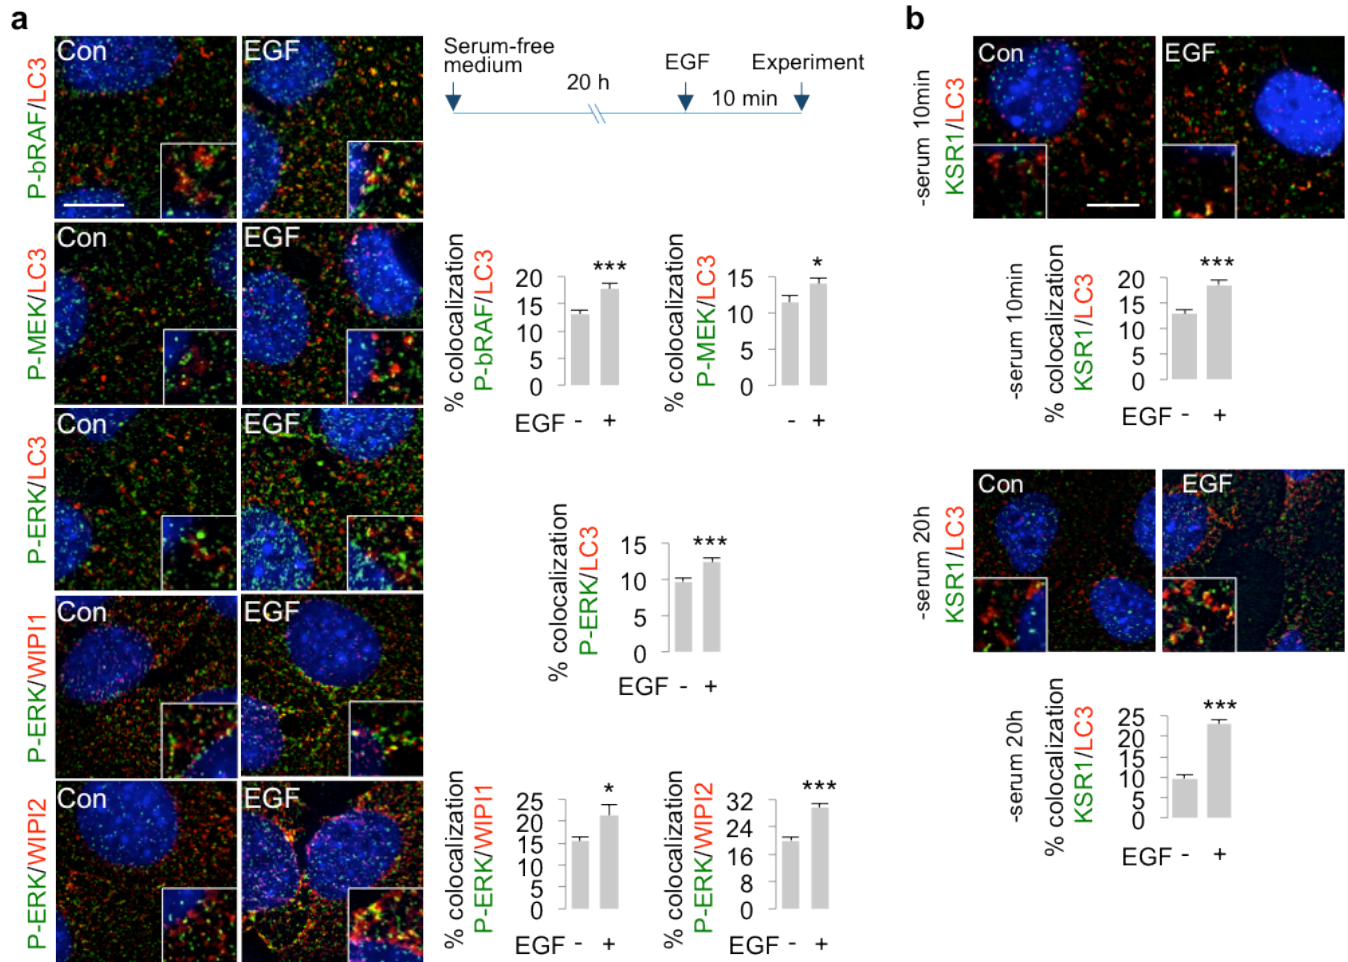 a
P-bRAF/LC3
Con
EGF
P-MEK/LC3
Con
EGF
P-ERK/LC3
Con
EGF
P-ERK/WIPI1
Con
EGF
P-ERK/WIPI2
Con
EGF
Serum-free
medium
20 h
EGF
10 min
Experiment
% colocalization
P-bRAF/LC3
20
15
10
5
0
***
EGF - +
% colocalization
P-MEK/LC3
15
10
5
0
*
- +
% colocalization
P-ERK/LC3
15
10
5
0
***
EGF - +
% colocalization
P-ERK/WIPI1
25
20
15
10
5
0
*
EGF - +
% colocalization
P-ERK/WIPI2
32
24
16
8
0
***
EGF - +
b
-serum 10min
KSR1/LC3
Con
EGF
-serum 10min
% colocalization
KSR1/LC3
20
15
10
5
0
***
EGF - +
-serum 20h
KSR1/LC3
Con
EGF
-serum 20h
% colocalization
KSR1/LC3
25
20
15
10
5
0
***
EGF - +